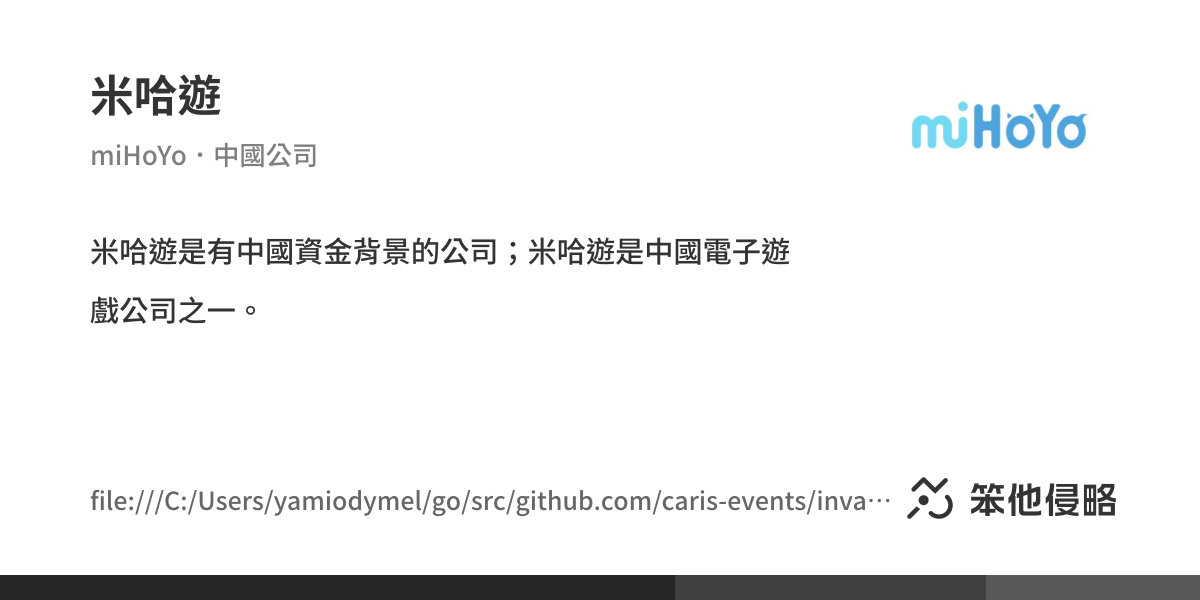 米哈遊
miHoYo
miHoYo・中國公司
米哈遊是有中國資金背景的公司；米哈遊是中國電子遊
戲公司之一。
file:///C:/Users/yamiodymel/go/src/github.com/caris-events/inva…
笨他侵略